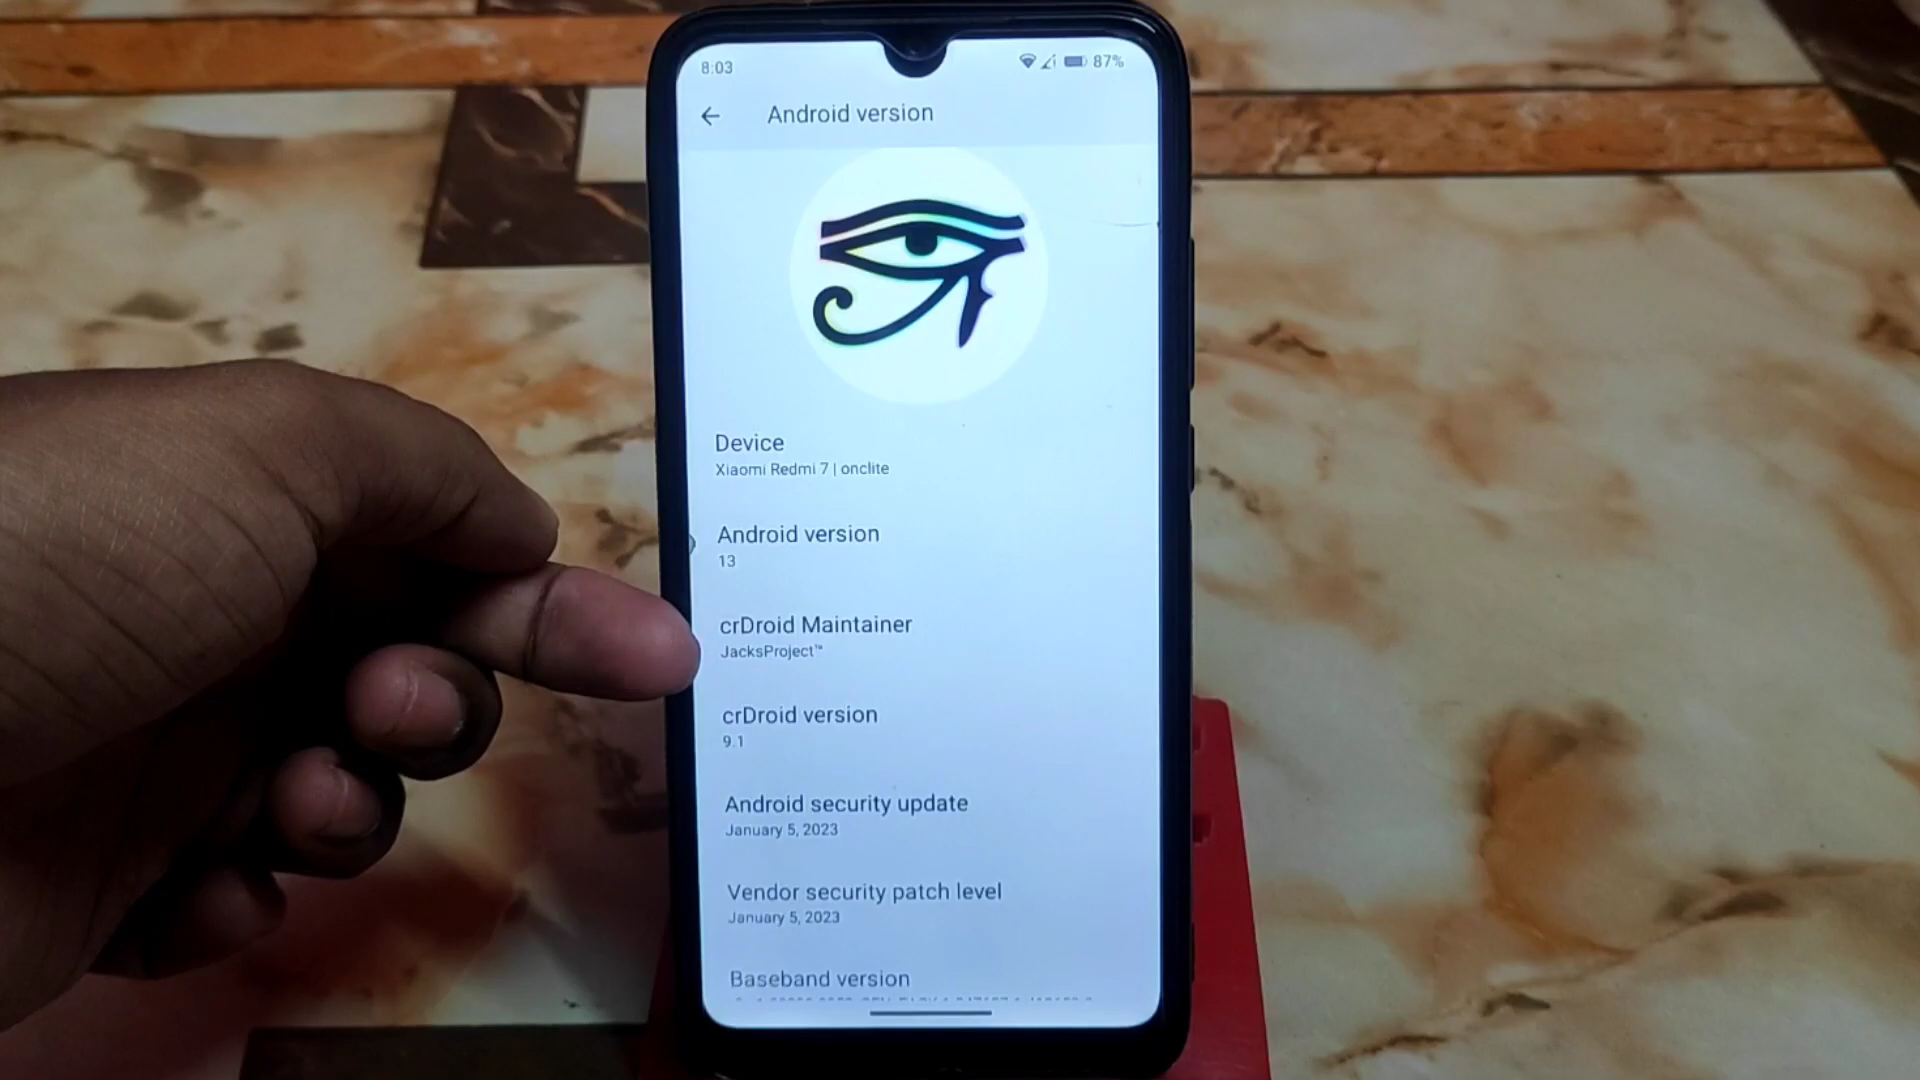 8:03
87%
Android version
Device
Xiaomi Redmi 7 | onclite
Android version
13
crDroid Maintainer
JacksProject™
crDroid version
9.1
Android security update
January 5, 2023
Vendor security patch level
January 5, 2023
Baseband version